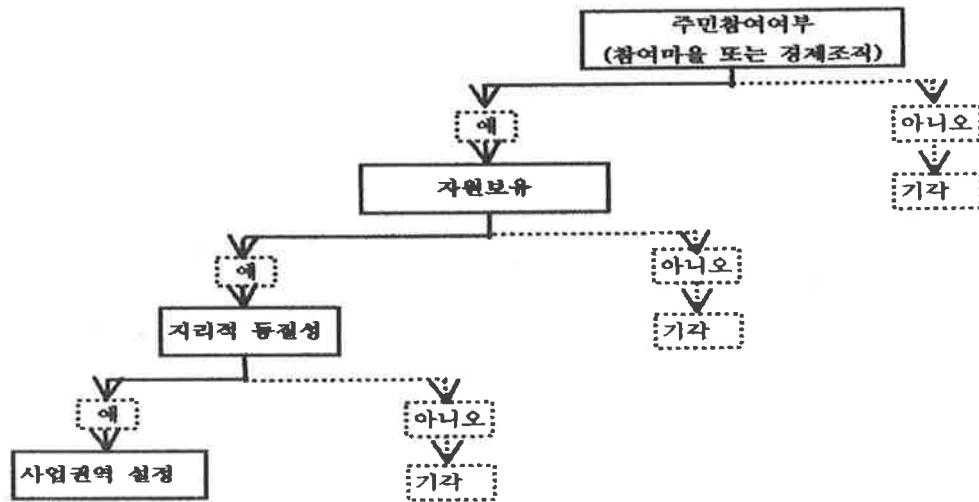 주민참여여부
(참여마을 또는 경제조직)
예
아니오
기각
자원보유
예
아니오
기각
지리적 동질성
예
아니오
기각
사업권역 설정